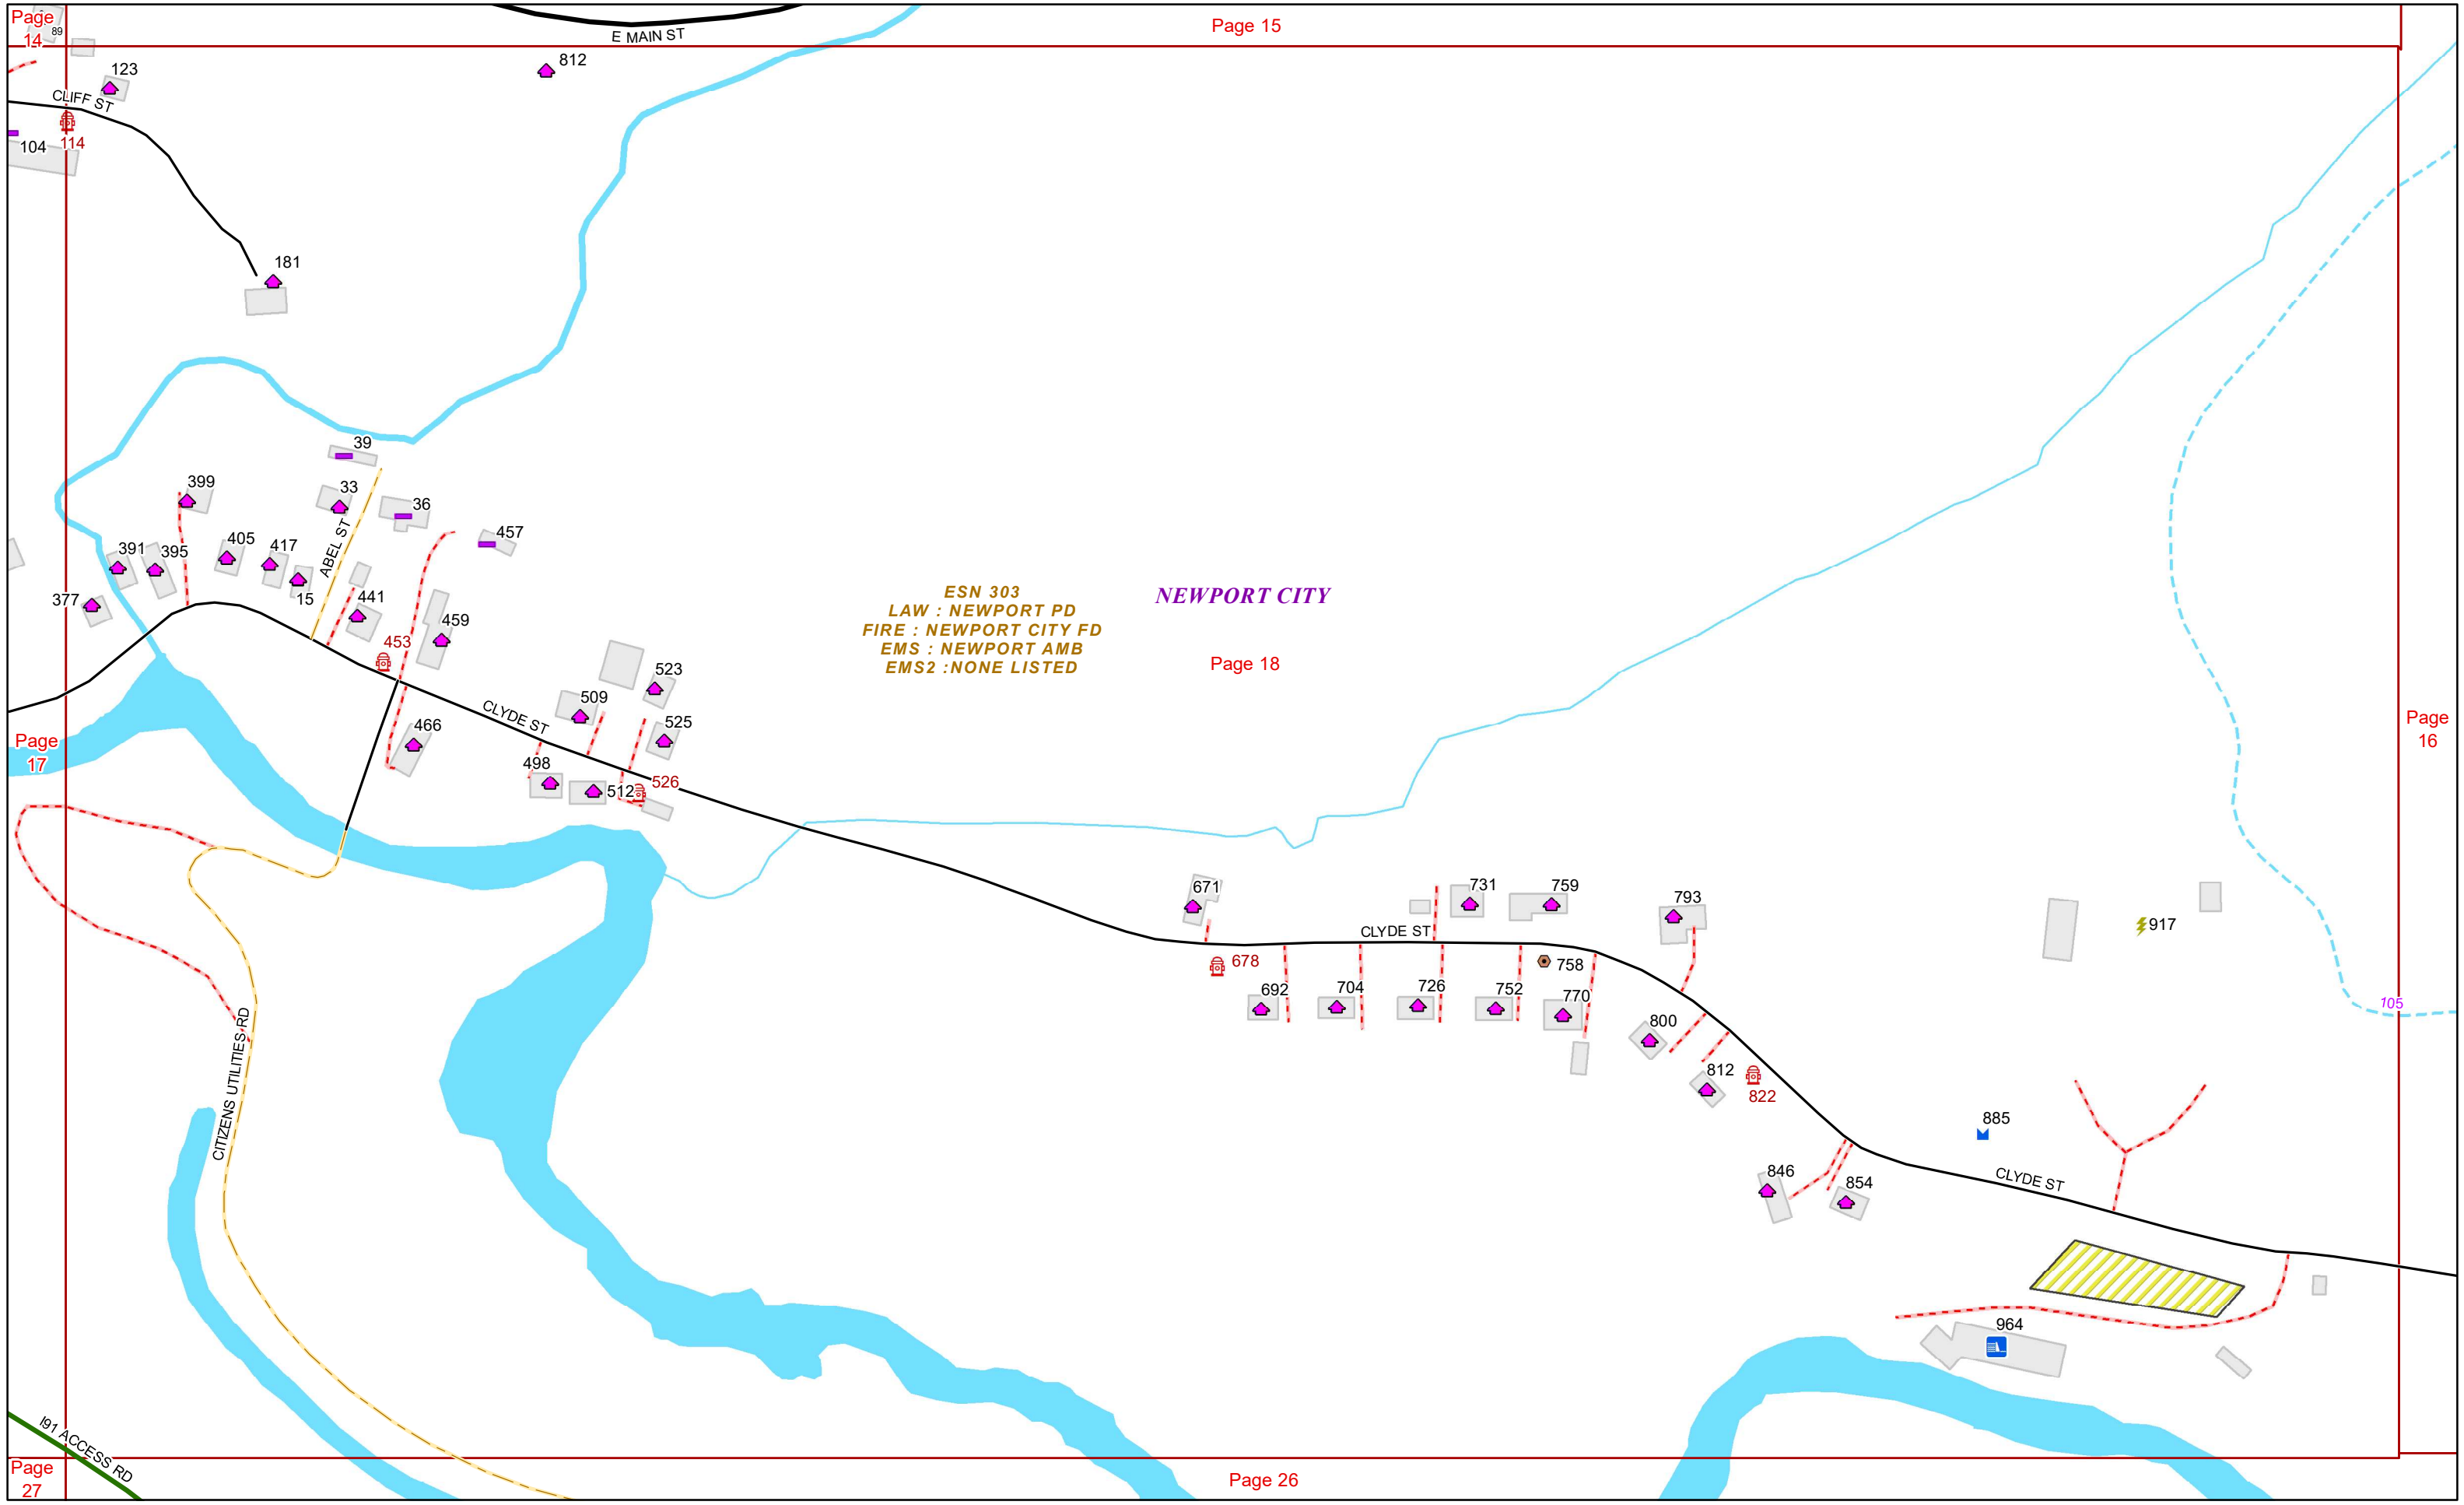 Page
14
89
E MAIN ST
Page 15
812
123
CLIFF ST
114
104
181
39
399
33
36
457
391
395
405
417
ABEL ST
15
377
441
459
453
ESN 303
LAW : NEWPORT PD
FIRE : NEWPORT CITY FD
EMS : NEWPORT AMB
EMS2 :NONE LISTED
NEWPORT CITY
Page 18
523
509
525
CLYDE ST
466
498
512
526
Page
17
Page
16
671
731
759
793
917
CLYDE ST
678
758
692
704
726
752
770
105
800
812
822
CITIZENS UTILITIES RD
885
846
854
CLYDE ST
964
I91 ACCESS RD
Page
27
Page 26